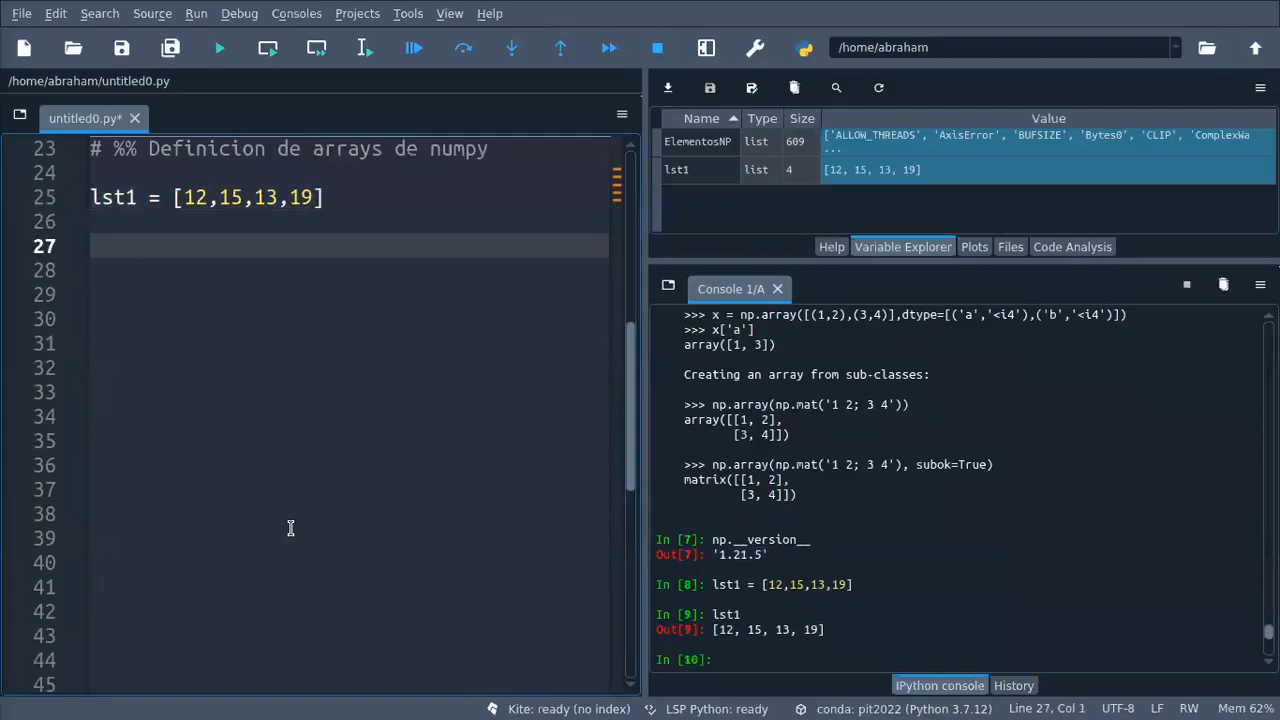 File Edit Search Source Run Debug Consoles Projects Tools View Help
/home/abraham
/home/abraham/untitled0.py
untitled0.py*
23 # %% Definicion de arrays de numpy
24
25 lst1 = [12,15,13,19]
26
27
28
29
30
31
32
33
34
35
36
37
38
39
40
41
42
43
44
45
Name Type Size Value
ElementosNP list 609 ['ALLOW_THREADS', 'AxisError', 'BUFSIZE', 'Bytes0', 'CLIP', 'ComplexWa
...
lst1 list 4 [12, 15, 13, 19]
Help Variable Explorer Plots Files Code Analysis
Console 1/A
>>> x = np.array([(1,2),(3,4)],dtype=[('a','<i4'),('b','<i4')])
>>> x['a']
array([1, 3])
Creating an array from sub-classes:
>>> np.array(np.mat('1 2; 3 4'))
array([[1, 2],
[3, 4]])
>>> np.array(np.mat('1 2; 3 4'), subok=True)
matrix([[1, 2],
[3, 4]])
In [7]: np.__version__
Out[7]: '1.21.5'
In [8]: lst1 = [12,15,13,19]
In [9]: lst1
Out[9]: [12, 15, 13, 19]
In [10]:
IPython console History
Kite: ready (no index) LSP Python: ready conda: pit2022 (Python 3.7.12) Line 27, Col 1 UTF-8 LF RW Mem 62%